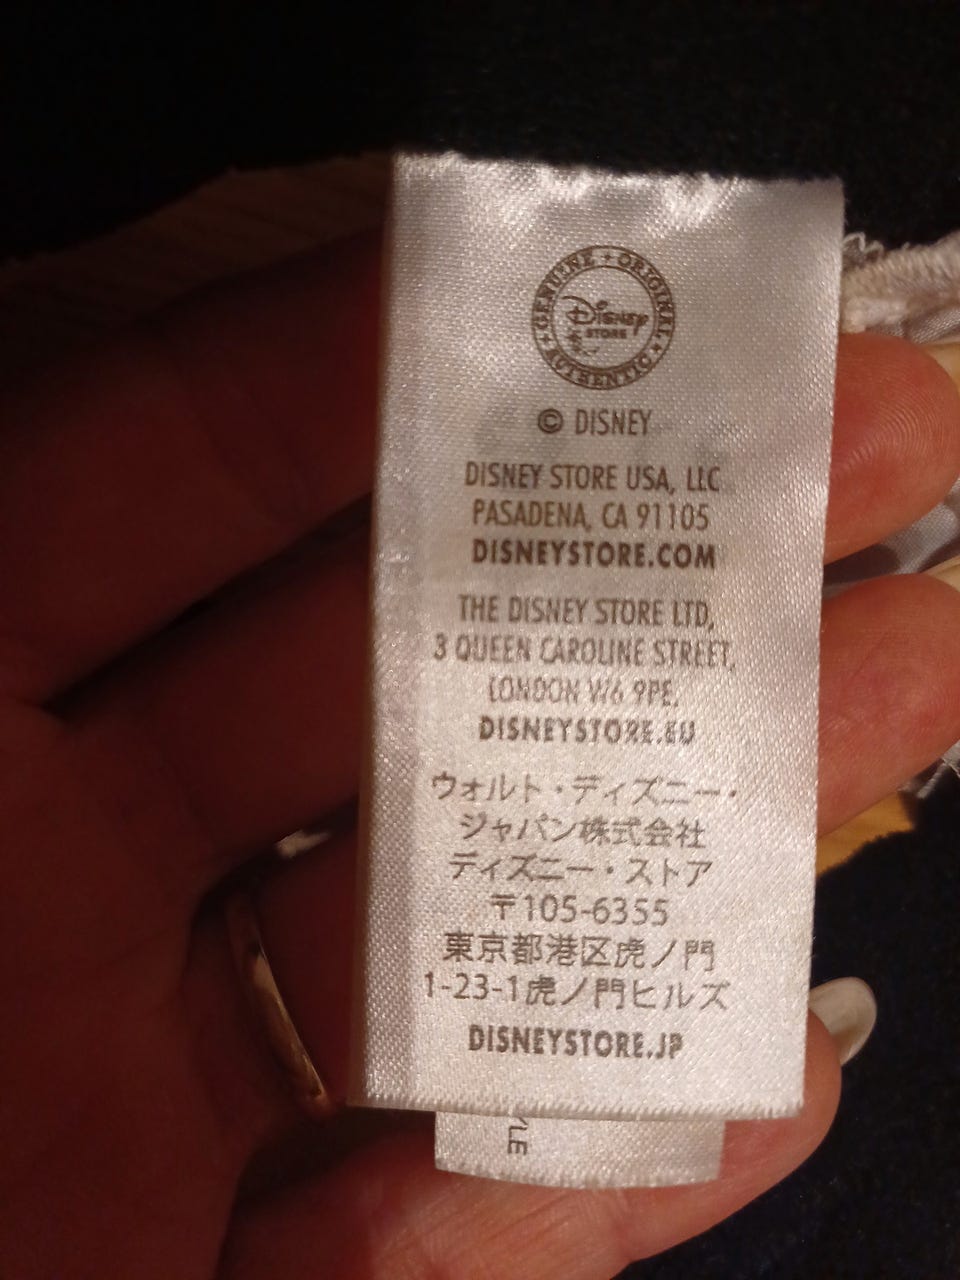 GENUINE • ORIGINAL • AUTHENTIC •
Disney
STORE
© DISNEY
DISNEY STORE USA, LLC
PASADENA, CA 91105
DISNEYSTORE.COM
THE DISNEY STORE LTD,
3 QUEEN CAROLINE STREET,
LONDON W6 9PE.
DISNEYSTORE.EU
ウォルト・ディズニー・
ジャパン株式会社
ディズニー・ストア
〒105-6355
東京都港区虎ノ門
1-23-1虎ノ門ヒルズ
DISNEYSTORE.JP